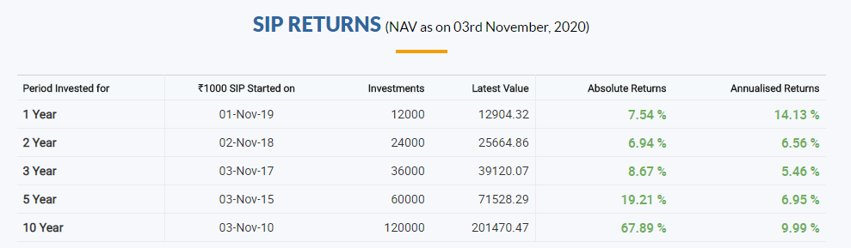 SIP RETURNS (NAV as on 03rd November, 2020)
Period Invested for ₹1000 SIP Started on Investments Latest Value Absolute Returns Annualised Returns
1 Year 01-Nov-19 12000 12904.32 7.54 % 14.13 %
2 Year 02-Nov-18 24000 25664.86 6.94 % 6.56 %
3 Year 03-Nov-17 36000 39120.07 8.67 % 5.46 %
5 Year 03-Nov-15 60000 71528.29 19.21 % 6.95 %
10 Year 03-Nov-10 120000 201470.47 67.89 % 9.99 %